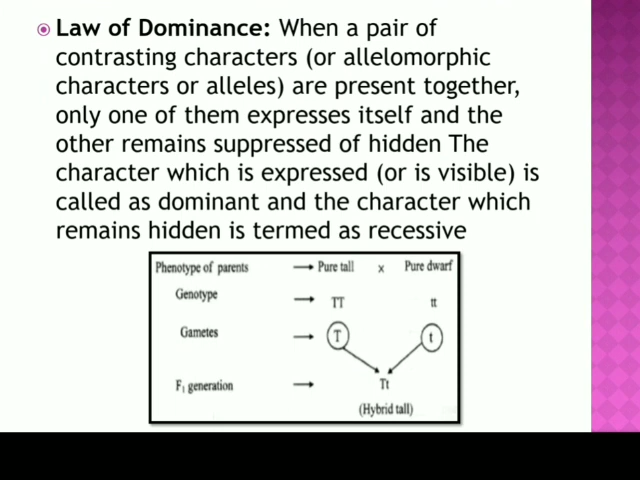 Law of Dominance: When a pair of
contrasting characters (or allelomorphic
characters or alleles) are present together,
only one of them expresses itself and the
other remains suppressed of hidden The
character which is expressed (or is visible) is
called as dominant and the character which
remains hidden is termed as recessive
Phenotype of parents → Pure tall x Pure dwarf
Genotype → TT tt
Gametes → T t
F₁ generation → Tt
(Hybrid tall)